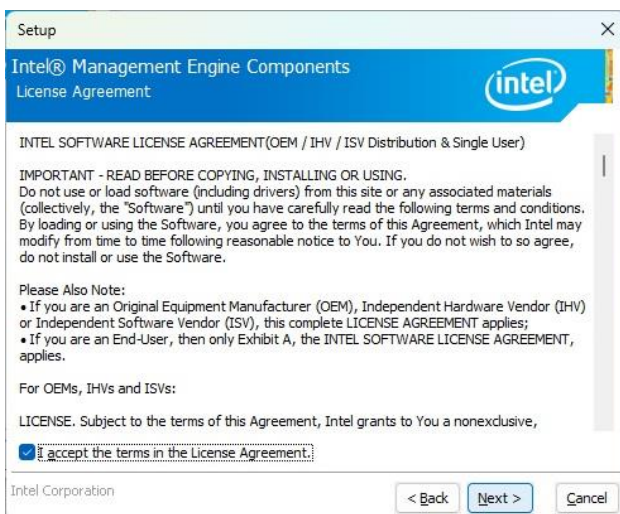 Setup
Intel® Management Engine Components
License Agreement
intel
INTEL SOFTWARE LICENSE AGREEMENT(OEM / IHV / ISV Distribution & Single User)
IMPORTANT - READ BEFORE COPYING, INSTALLING OR USING.
Do not use or load software (including drivers) from this site or any associated materials
(collectively, the "Software") until you have carefully read the following terms and conditions.
By loading or using the Software, you agree to the terms of this Agreement, which Intel may
modify from time to time following reasonable notice to You. If you do not wish to so agree,
do not install or use the Software.
Please Also Note:
• If you are an Original Equipment Manufacturer (OEM), Independent Hardware Vendor (IHV)
or Independent Software Vendor (ISV), this complete LICENSE AGREEMENT applies;
• If you are an End-User, then only Exhibit A, the INTEL SOFTWARE LICENSE AGREEMENT,
applies.
For OEMs, IHVs and ISVs:
LICENSE. Subject to the terms of this Agreement, Intel grants to You a nonexclusive,
I accept the terms in the License Agreement.
Intel Corporation
< Back Next > Cancel